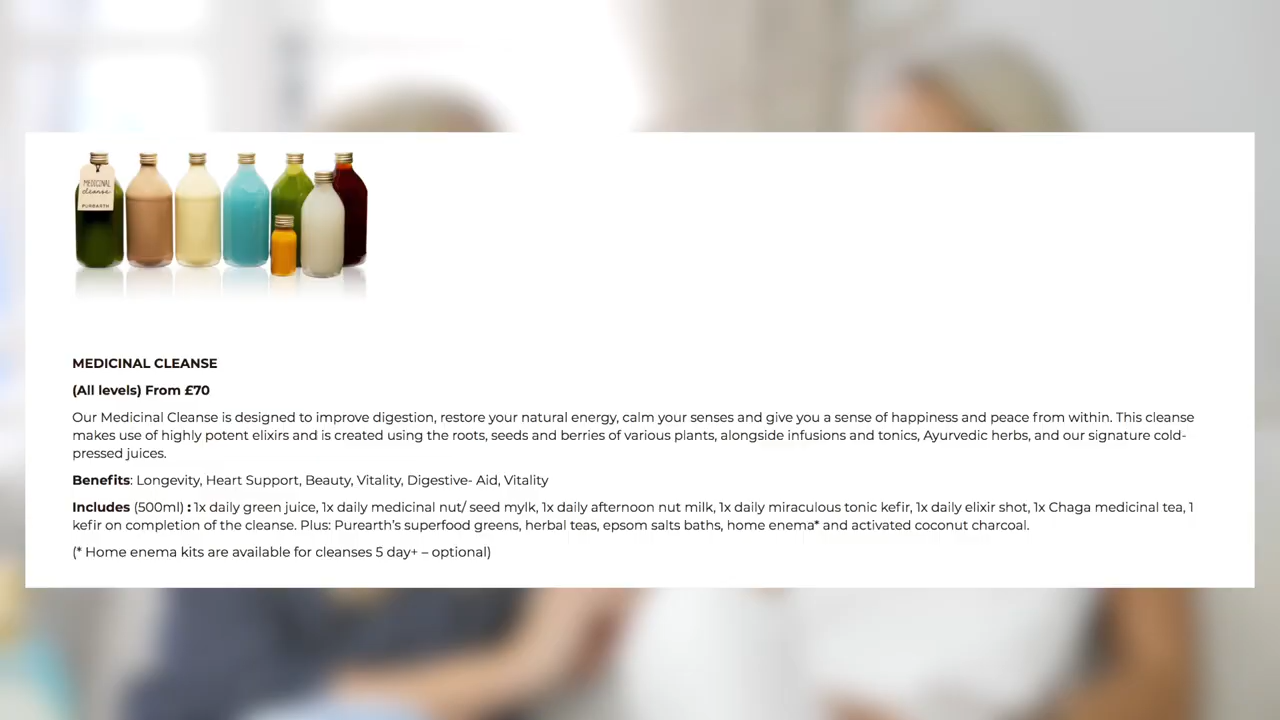 MEDICINAL
cleanse
PUREARTH
MEDICINAL CLEANSE
(All levels) From £70
Our Medicinal Cleanse is designed to improve digestion, restore your natural energy, calm your senses and give you a sense of happiness and peace from within. This cleanse
makes use of highly potent elixirs and is created using the roots, seeds and berries of various plants, alongside infusions and tonics, Ayurvedic herbs, and our signature cold-
pressed juices.
Benefits: Longevity, Heart Support, Beauty, Vitality, Digestive- Aid, Vitality
Includes (500ml) : 1x daily green juice, 1x daily medicinal nut/ seed mylk, 1x daily afternoon nut milk, 1x daily miraculous tonic kefir, 1x daily elixir shot, 1x Chaga medicinal tea, 1
kefir on completion of the cleanse. Plus: Purearth's superfood greens, herbal teas, epsom salts baths, home enema* and activated coconut charcoal.
(* Home enema kits are available for cleanses 5 day+ – optional)